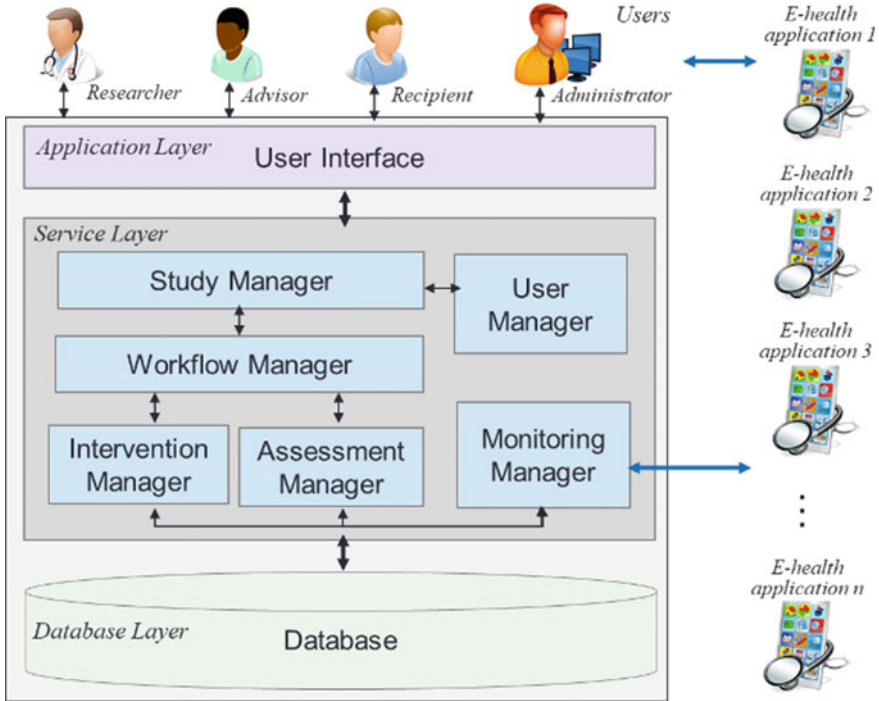 Users
Researcher
Advisor
Recipient
Administrator
Application Layer
User Interface
Service Layer
Study Manager
User
Manager
Workflow Manager
Intervention
Manager
Assessment
Manager
Monitoring
Manager
Database Layer
Database
E-health
application 1
E-health
application 2
E-health
application 3
⋮
E-health
application n